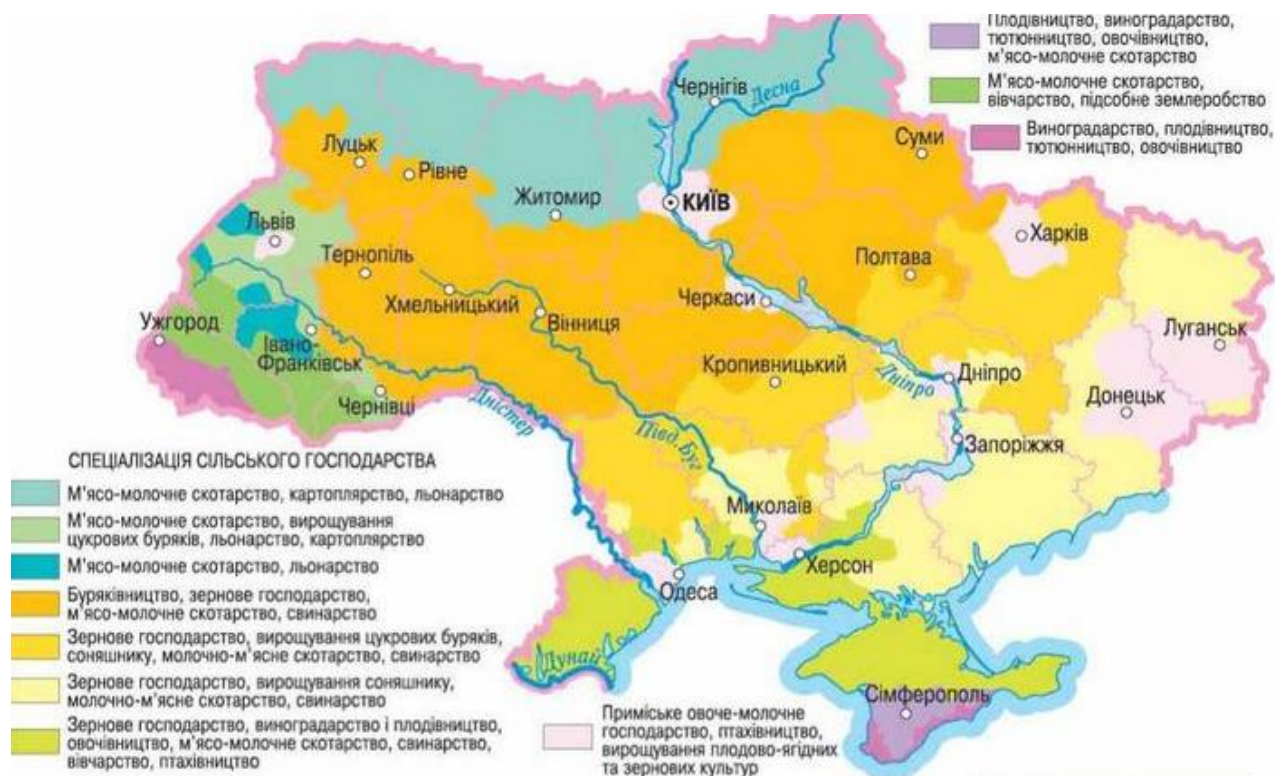 Плодівництво, виноградарство,
тютюнництво, овочівництво,
м'ясо-молочне скотарство
М'ясо-молочне скотарство,
вівчарство, підсобне землеробство
Виноградарство, плодівництво,
тютюнництво, овочівництво
Чернігів
Десна
Суми
Луцьк
Рівне
Житомир
КИЇВ
Львів
Харків
Тернопіль
Полтава
Хмельницький
Черкаси
Вінниця
Ужгород
Луганськ
Івано-
Франківськ
Кропивницький
Дніпро
Дніпро
Чернівці
Донецьк
Дністер
Півд. Буг
Запоріжжя
Миколаїв
Херсон
Одеса
Дунай
Сімферополь
СПЕЦІАЛІЗАЦІЯ СІЛЬСЬКОГО ГОСПОДАРСТВА
М'ясо-молочне скотарство, картоплярство, льонарство
М'ясо-молочне скотарство, вирощування
цукрових буряків, льонарство, картоплярство
М'ясо-молочне скотарство, льонарство
Буряківництво, зернове господарство,
м'ясо-молочне скотарство, свинарство
Зернове господарство, вирощування цукрових буряків,
соняшнику, молочно-м'ясне скотарство, свинарство
Зернове господарство, вирощування соняшнику,
молочно-м'ясне скотарство, свинарство
Зернове господарство, виноградарство і плодівництво,
овочівництво, м'ясо-молочне скотарство, свинарство,
вівчарство, птахівництво
Приміське овоче-молочне
господарство, птахівництво,
вирощування плодово-ягідних
та зернових культур